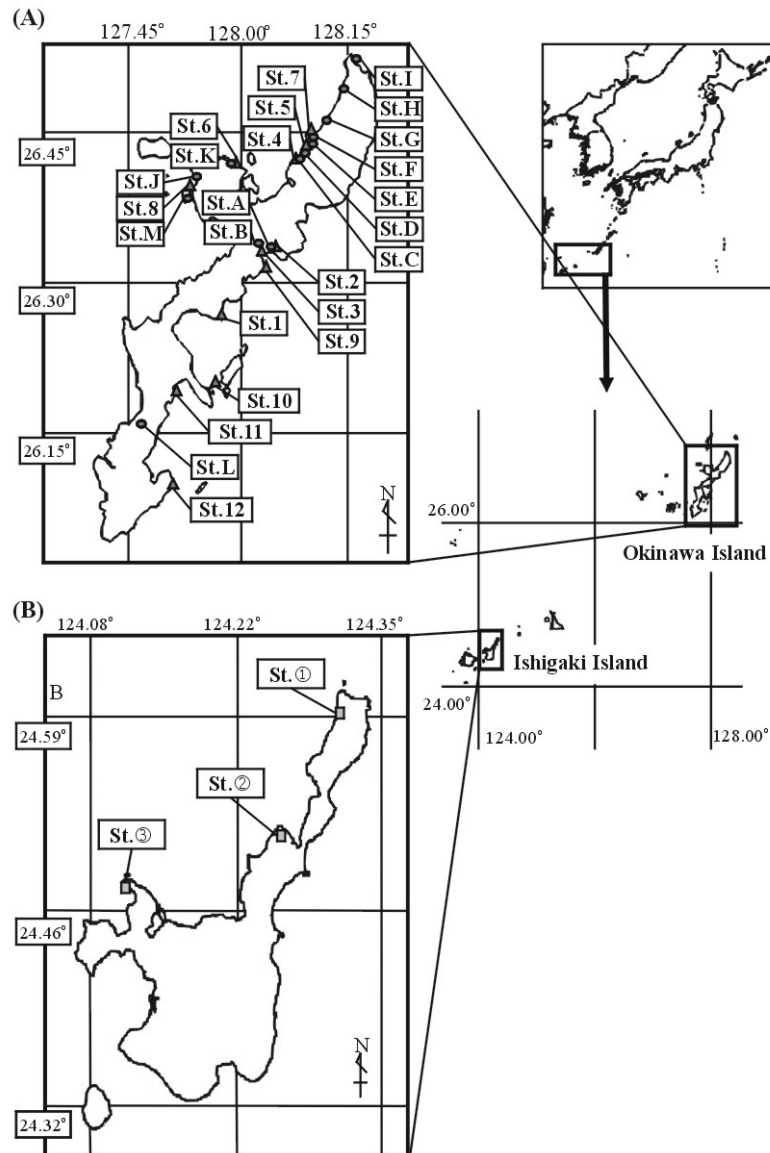 (A)
127.45° 128.00° 128.15°
St.7
St.I
St.5
St.H
St.6
St.4
St.G
26.45°
St.K
St.F
St.J
St.E
St.8
St.A
St.D
St.M
St.B
St.C
St.2
26.30°
St.3
St.1
St.9
St.10
St.11
26.15°
St.L
St.12
N
26.00°
Okinawa Island
Ishigaki Island
24.00°
124.00°
128.00°
(B)
124.08° 124.22° 124.35°
B
St.①
24.59°
St.②
St.③
24.46°
N
24.32°